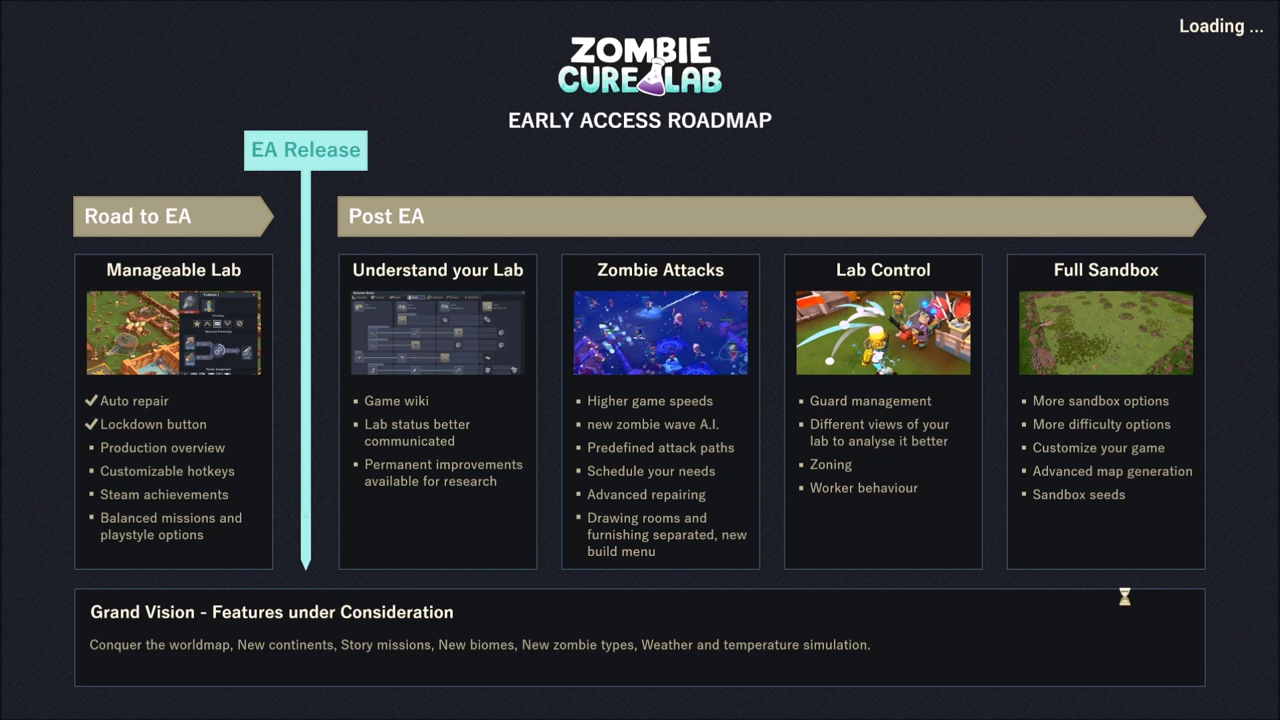 Loading ...
ZOMBIE
CURE LAB
EARLY ACCESS ROADMAP
EA Release
Road to EA
Post EA
Manageable Lab
Auto repair
Lockdown button
Production overview
Customizable hotkeys
Steam achievements
Balanced missions and
playstyle options
Understand your Lab
Game wiki
Lab status better
communicated
Permanent improvements
available for research
Zombie Attacks
Higher game speeds
new zombie wave A.I.
Predefined attack paths
Schedule your needs
Advanced repairing
Drawing rooms and
furnishing separated, new
build menu
Lab Control
Guard management
Different views of your
lab to analyse it better
Zoning
Worker behaviour
Full Sandbox
More sandbox options
More difficulty options
Customize your game
Advanced map generation
Sandbox seeds
Grand Vision - Features under Consideration
Conquer the worldmap, New continents, Story missions, New biomes, New zombie types, Weather and temperature simulation.